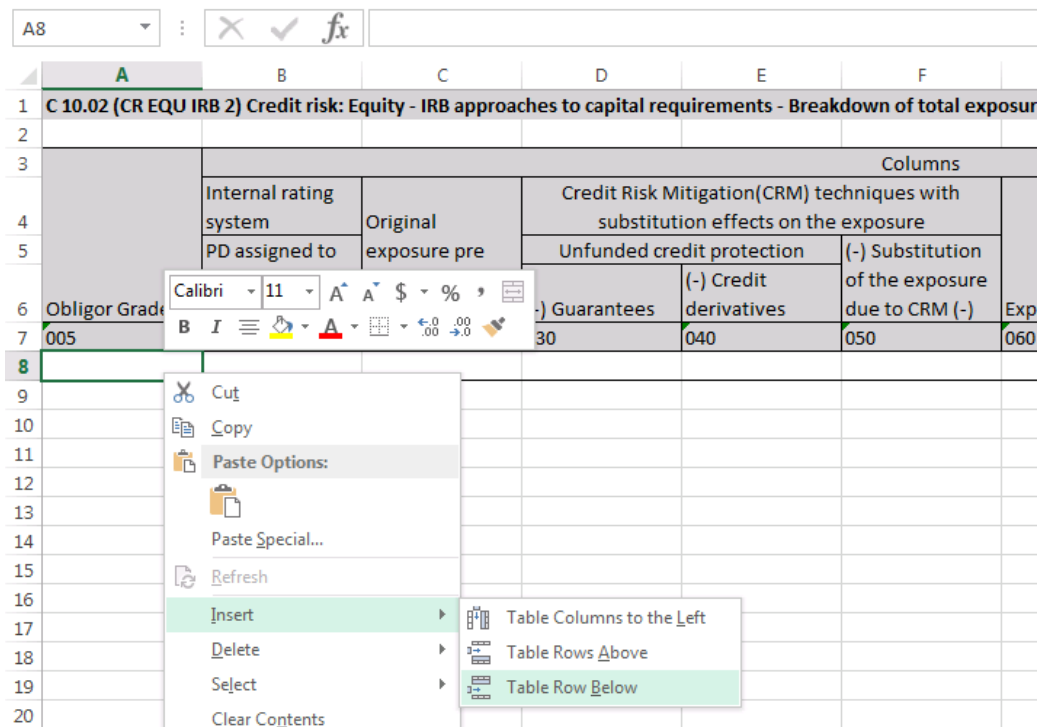 A8
fx
A B C D E F
1 C 10.02 (CR EQU IRB 2) Credit risk: Equity - IRB approaches to capital requirements - Breakdown of total exposur
2
3 Columns
Internal rating Credit Risk Mitigation(CRM) techniques with
4 system Original substitution effects on the exposure
5 PD assigned to exposure pre Unfunded credit protection (-) Substitution
(-) Credit of the exposure
6 Obligor Grade -) Guarantees derivatives due to CRM (-) Exp
7 005 30 040 050 060
Calibri 11 A A $ % ,
B I A .00 .00
8
9 Cut
10 Copy
11 Paste Options:
12
13
14 Paste Special...
15 Refresh
16 Insert Table Columns to the Left
17 Delete Table Rows Above
18 Select Table Row Below
19
20 Clear Contents